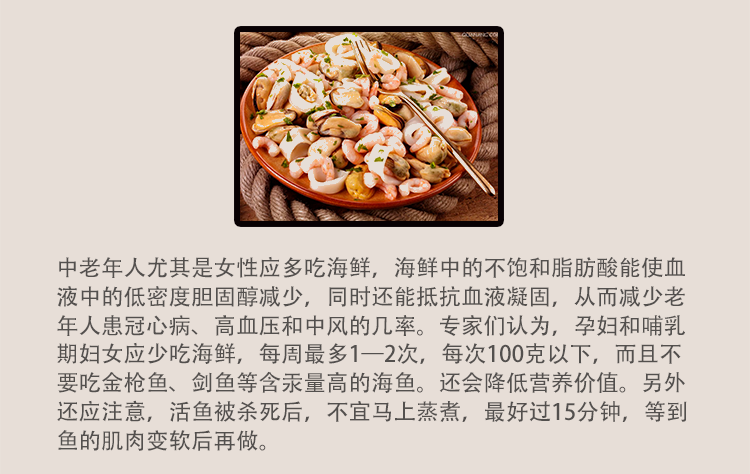 中老年人尤其是女性应多吃海鲜，海鲜中的不饱和脂肪酸能使血
液中的低密度胆固醇减少，同时还能抵抗血液凝固，从而减少老
年人患冠心病、高血压和中风的几率。专家们认为，孕妇和哺乳
期妇女应少吃海鲜，每周最多1—2次，每次100克以下，而且不
要吃金枪鱼、剑鱼等含汞量高的海鱼。还会降低营养价值。另外
还应注意，活鱼被杀死后，不宜马上蒸煮，最好过15分钟，等到
鱼的肌肉变软后再做。